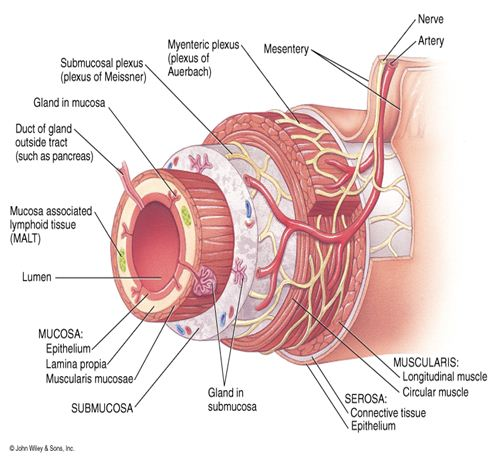 Nerve
Artery
Mesentery
Myenteric plexus
(plexus of
Auerbach)
Submucosal plexus
(plexus of Meissner)
Gland in mucosa
Duct of gland
outside tract
(such as pancreas)
Mucosa associated
lymphoid tissue
(MALT)
Lumen
MUCOSA:
Epithelium
Lamina propia
Muscularis mucosae
SUBMUCOSA
Gland in
submucosa
MUSCULARIS:
Longitudinal muscle
Circular muscle
SEROSA:
Connective tissue
Epithelium
© John Wiley & Sons, Inc.